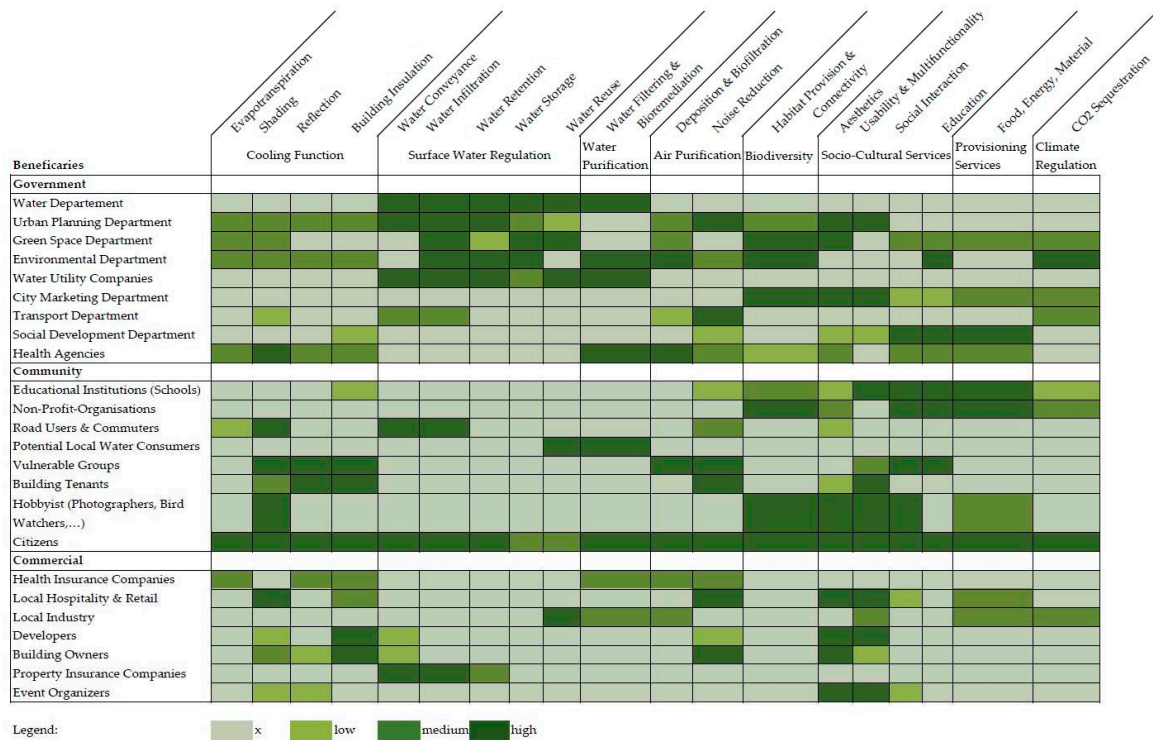 Evapotranspiration
Shading
Reflection
Building Insulation
Water Conveyance
Water Infiltration
Water Retention
Water Storage
Water Reuse
Water Filtering &
Bioremediation
Deposition & Biofiltration
Noise Reduction
Habitat Provision &
Connectivity
Aesthetics
Usability & Multifunctionality
Social Interaction
Education
Food, Energy, Material
CO2 Sequestration
Beneficaries
Cooling Function
Surface Water Regulation
Water
Purification
Air Purification
Biodiversity
Socio-Cultural Services
Provisioning
Services
Climate
Regulation
Government
Water Departement
Urban Planning Department
Green Space Department
Environmental Department
Water Utility Companies
City Marketing Department
Transport Department
Social Development Department
Health Agencies
Community
Educational Institutions (Schools)
Non-Profit-Organisations
Road Users & Commuters
Potential Local Water Consumers
Vulnerable Groups
Building Tenants
Hobbyist (Photographers, Bird
Watchers,…)
Citizens
Commercial
Health Insurance Companies
Local Hospitality & Retail
Local Industry
Developers
Building Owners
Property Insurance Companies
Event Organizers
Legend: x low medium high